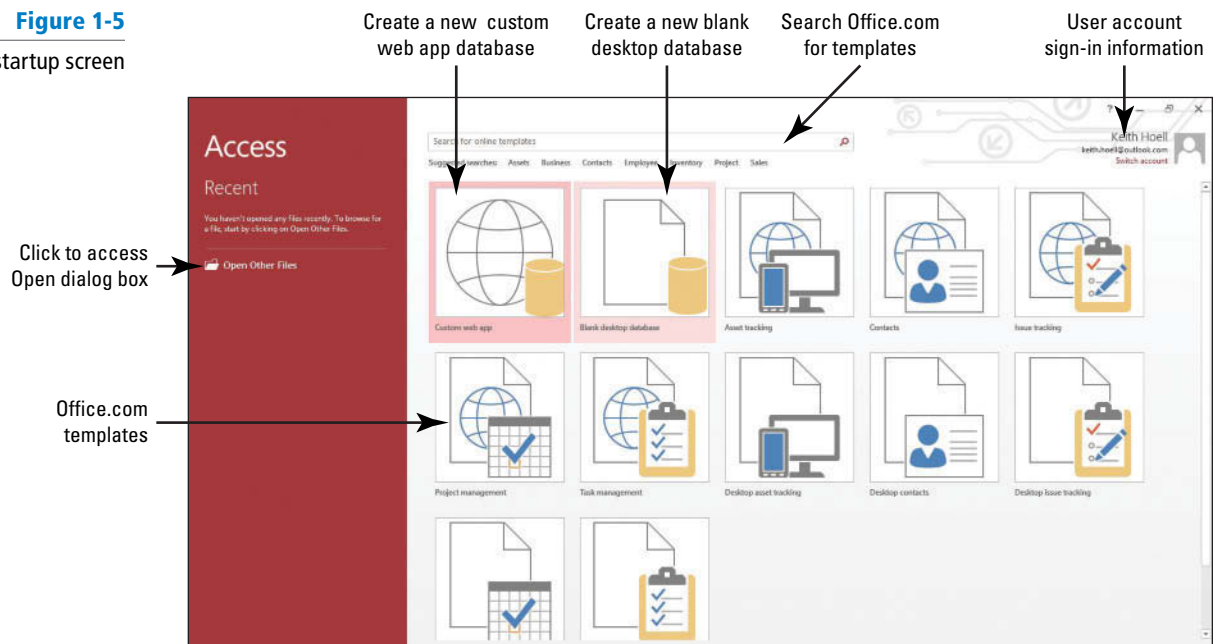 Figure 1-5
startup screen
Create a new custom
web app database
Create a new blank
desktop database
Search Office.com
for templates
User account
sign-in information
Access
Search for online templates
Suggested searches: Assets Business Contacts Employee Inventory Project Sales
? – X
Keith Hoell
keith.hoell@outlook.com
Switch account
Recent
You haven't opened any files recently. To browse for
a file, start by clicking on Open Other Files.
Click to access
Open dialog box
Open Other Files
Custom web app
Blank desktop database
Asset tracking
Contacts
Issue tracking
Office.com
templates
Project management
Task management
Desktop asset tracking
Desktop contacts
Desktop issue tracking